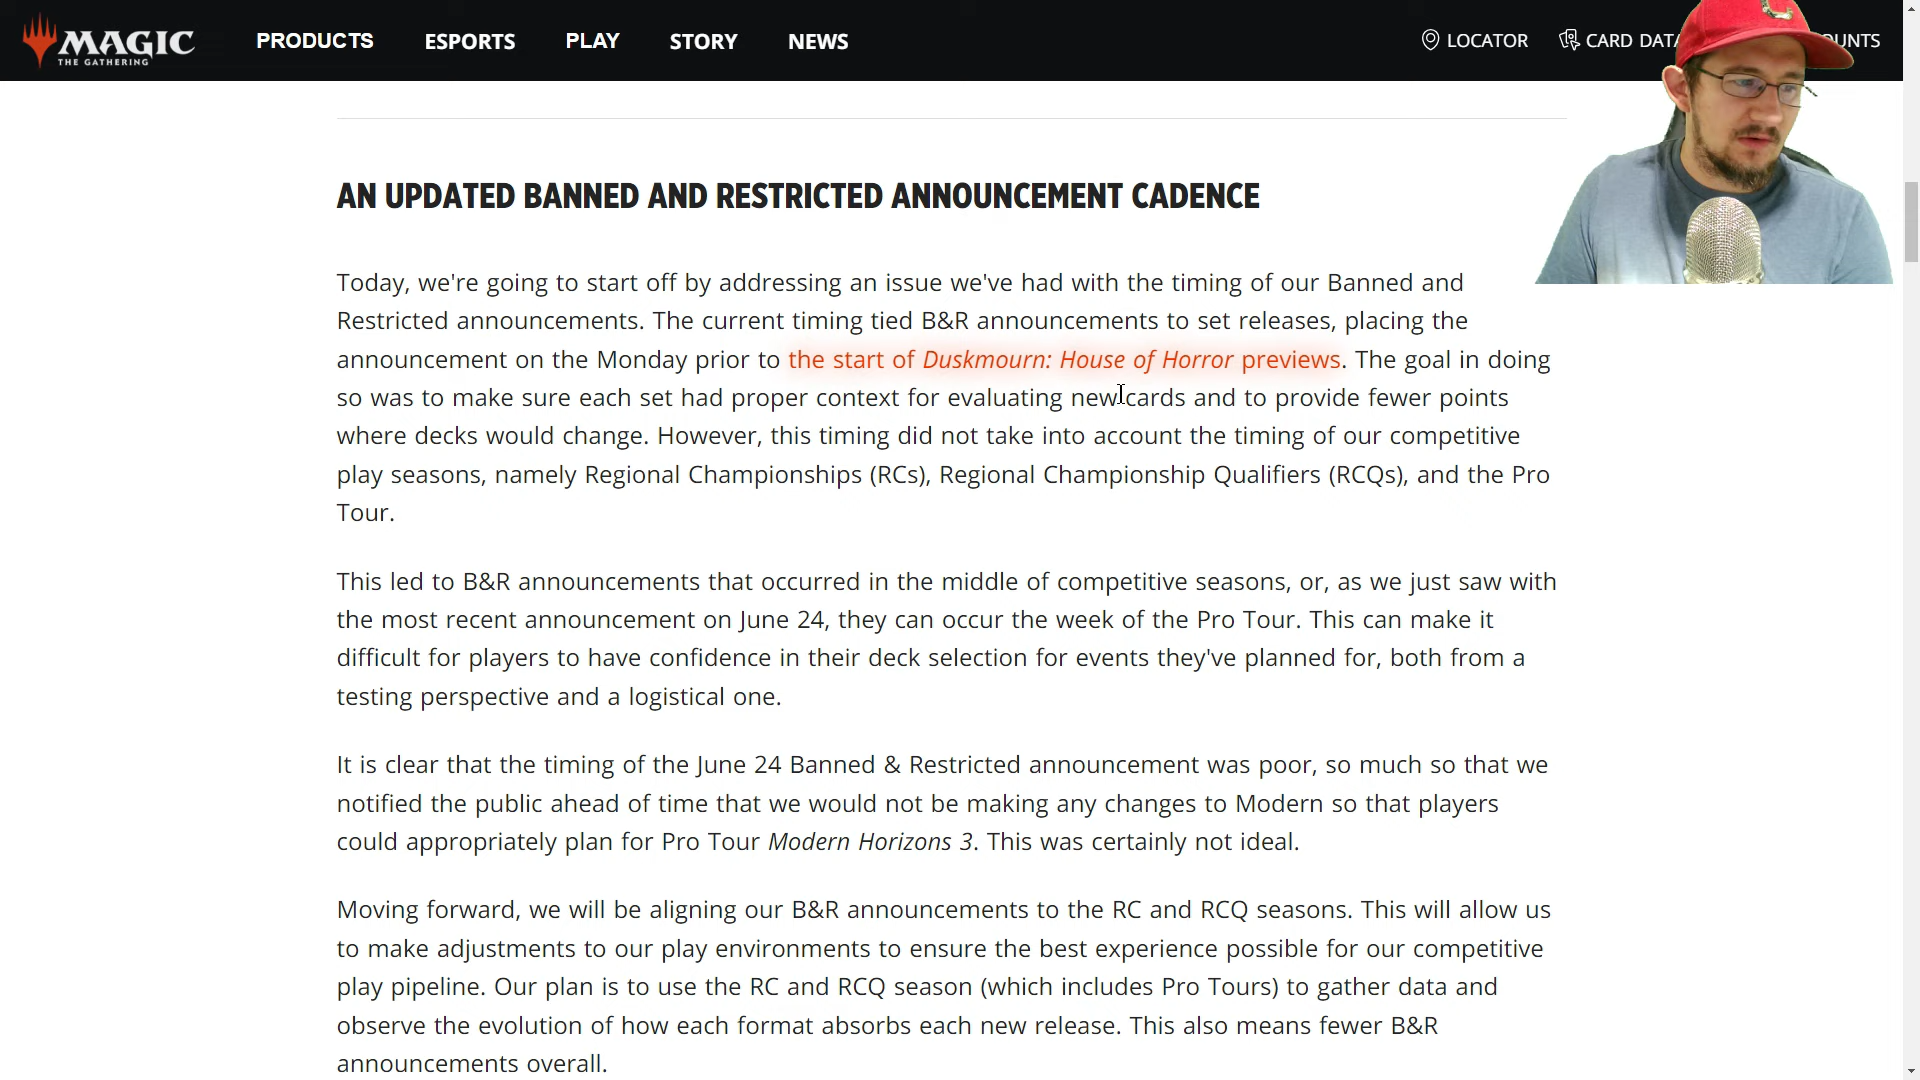 MAGIC
THE GATHERING
PRODUCTS
ESPORTS
PLAY
STORY
NEWS
LOCATOR
CARD DATA
OUNTS
AN UPDATED BANNED AND RESTRICTED ANNOUNCEMENT CADENCE
Today, we're going to start off by addressing an issue we've had with the timing of our Banned and
Restricted announcements. The current timing tied B&R announcements to set releases, placing the
announcement on the Monday prior to the start of Duskmourn: House of Horror previews. The goal in doing
so was to make sure each set had proper context for evaluating new cards and to provide fewer points
where decks would change. However, this timing did not take into account the timing of our competitive
play seasons, namely Regional Championships (RCs), Regional Championship Qualifiers (RCQs), and the Pro
Tour.
This led to B&R announcements that occurred in the middle of competitive seasons, or, as we just saw with
the most recent announcement on June 24, they can occur the week of the Pro Tour. This can make it
difficult for players to have confidence in their deck selection for events they've planned for, both from a
testing perspective and a logistical one.
It is clear that the timing of the June 24 Banned & Restricted announcement was poor, so much so that we
notified the public ahead of time that we would not be making any changes to Modern so that players
could appropriately plan for Pro Tour Modern Horizons 3. This was certainly not ideal.
Moving forward, we will be aligning our B&R announcements to the RC and RCQ seasons. This will allow us
to make adjustments to our play environments to ensure the best experience possible for our competitive
play pipeline. Our plan is to use the RC and RCQ season (which includes Pro Tours) to gather data and
observe the evolution of how each format absorbs each new release. This also means fewer B&R
announcements overall.